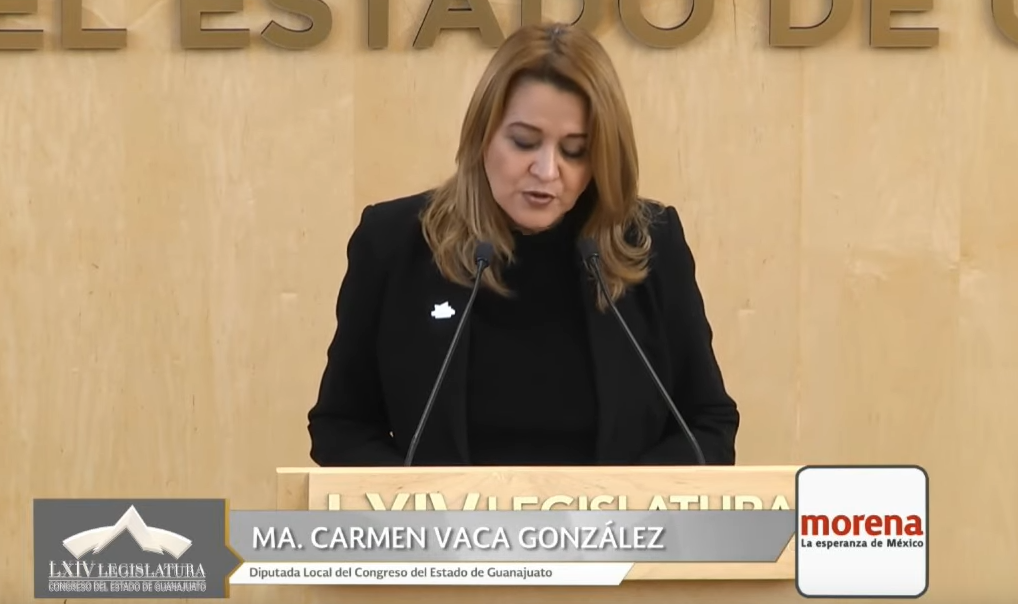 EL ESTADO DE
LXIV LEGISLATURA
MA. CARMEN VACA GONZÁLEZ
Diputada Local del Congreso del Estado de Guanajuato
LXIV LEGISLATURA
CONGRESO DEL ESTADO DE GUANAJUATO
morena
La esperanza de México